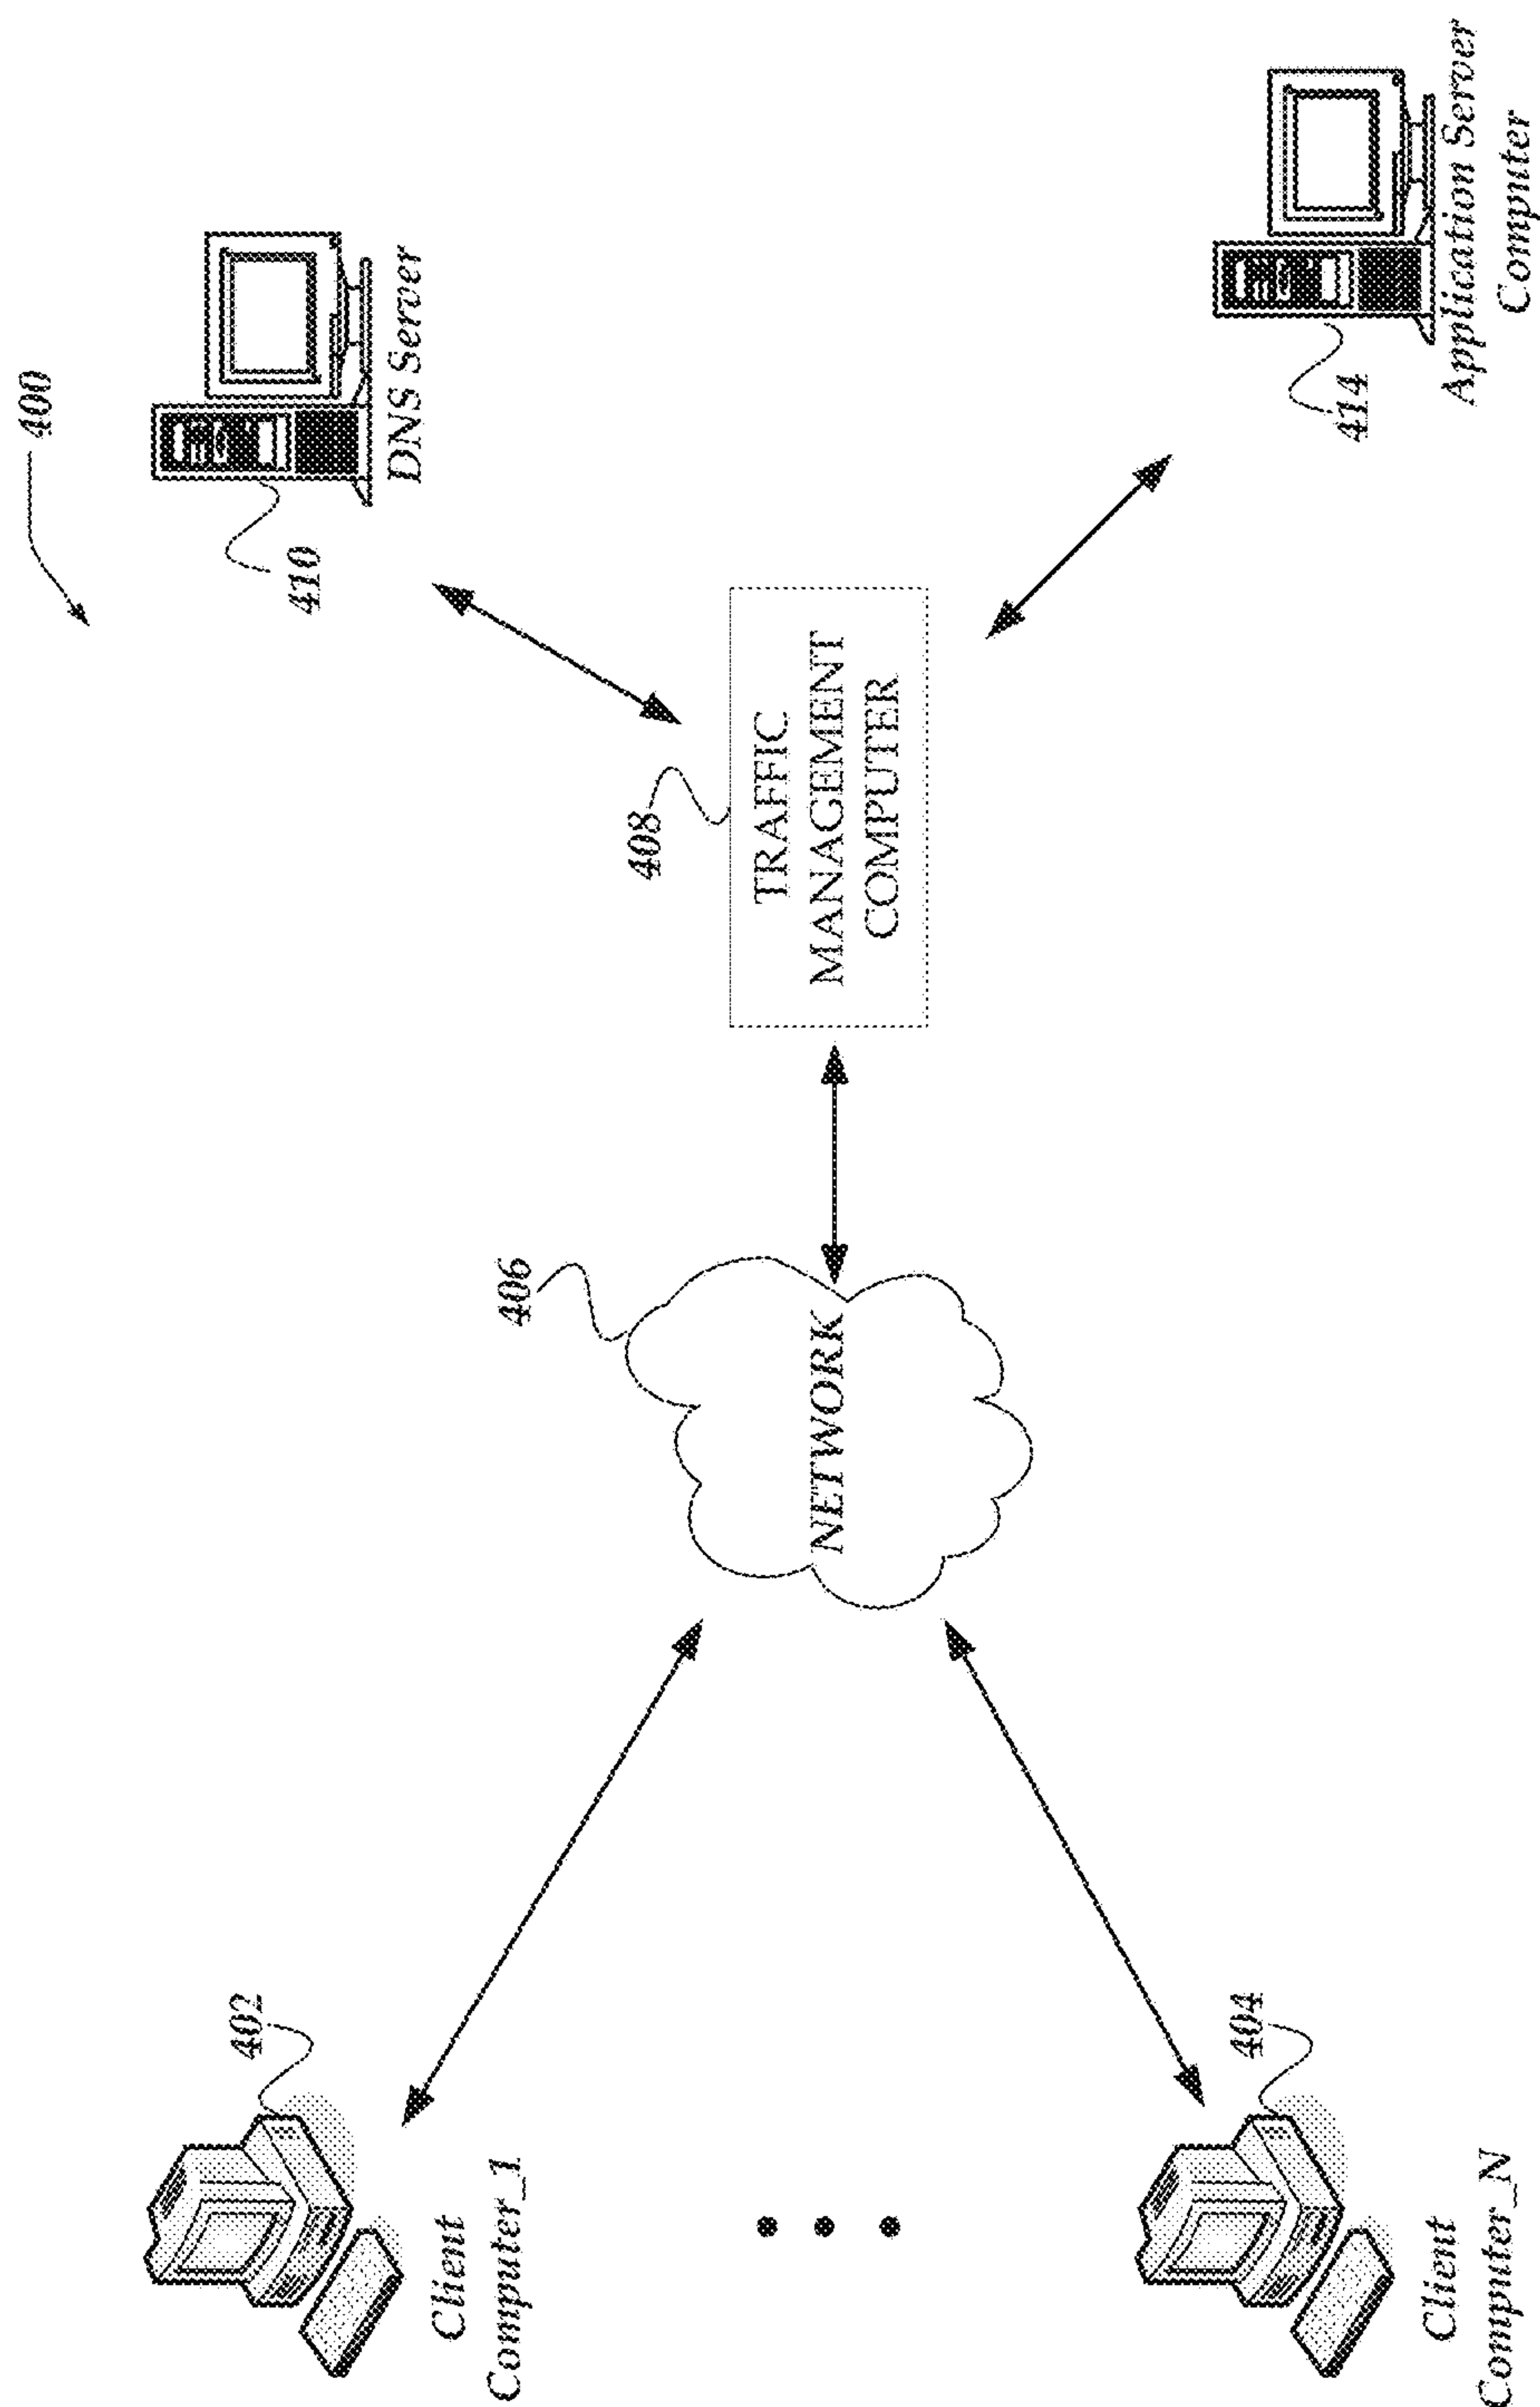 400
410
DNS Server
402
Client
Computer_1
406
NETWORK
408
TRAFFIC
MANAGEMENT
COMPUTER
404
Client
Computer_N
414
Application Server
Computer